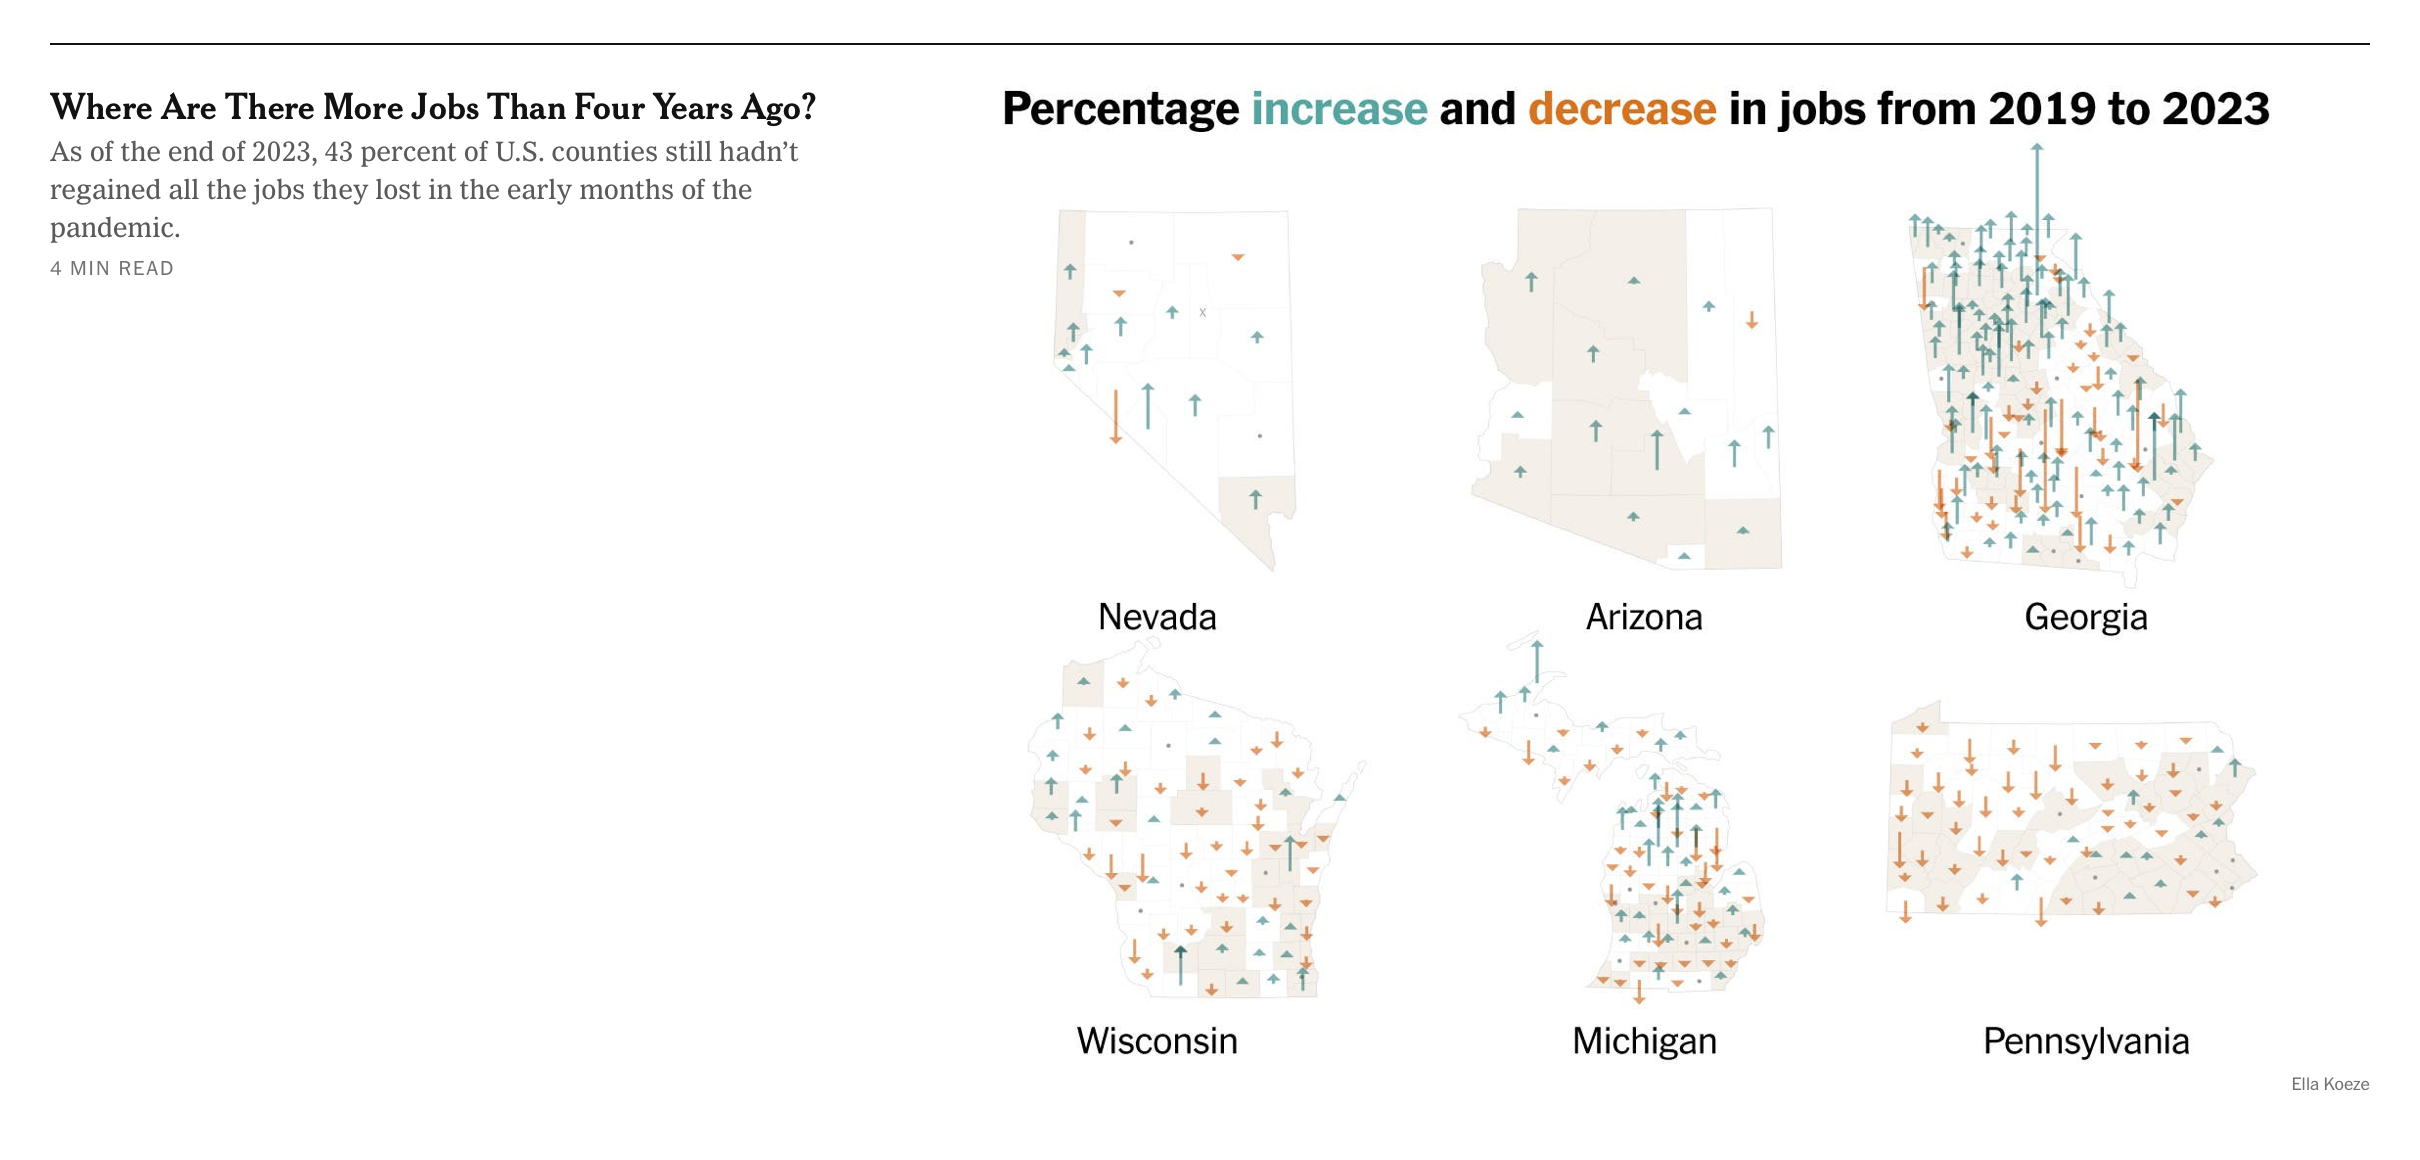 Where Are There More Jobs Than Four Years Ago?
As of the end of 2023, 43 percent of U.S. counties still hadn’t
regained all the jobs they lost in the early months of the
pandemic.
4 MIN READ
Percentage increase and decrease in jobs from 2019 to 2023
X
Nevada
Arizona
Georgia
Wisconsin
Michigan
Pennsylvania
Ella Koeze